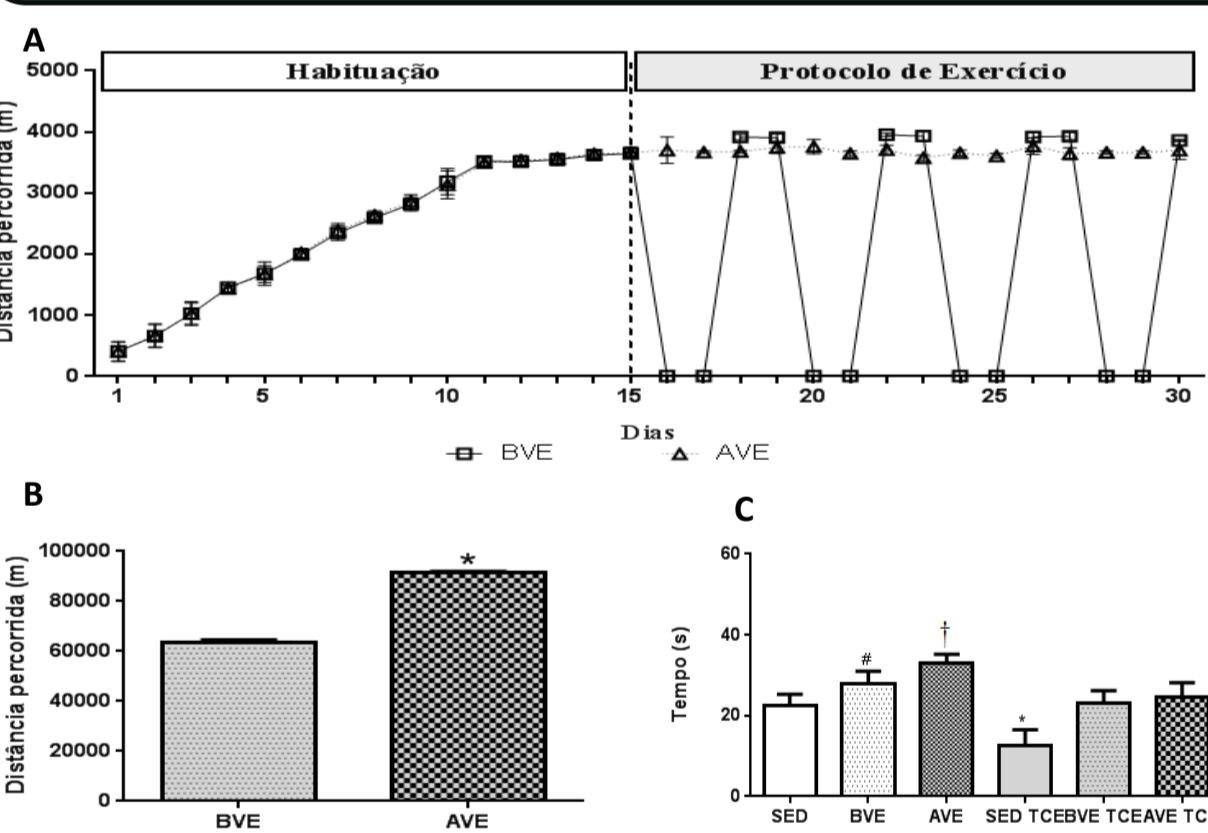 A
Habituação
Protocolo de Exercício
Distância percorrida (m)
5000
4000
3000
2000
1000
0
1
5
10
15
20
25
30
Dias
BVE
AVE
B
Distância percorrida (m)
100000
80000
60000
40000
20000
0
*
BVE
AVE
C
Tempo (s)
60
40
20
0
#
†
*
SED
BVE
AVE
SED TCE
BVE TCE
AVE TC